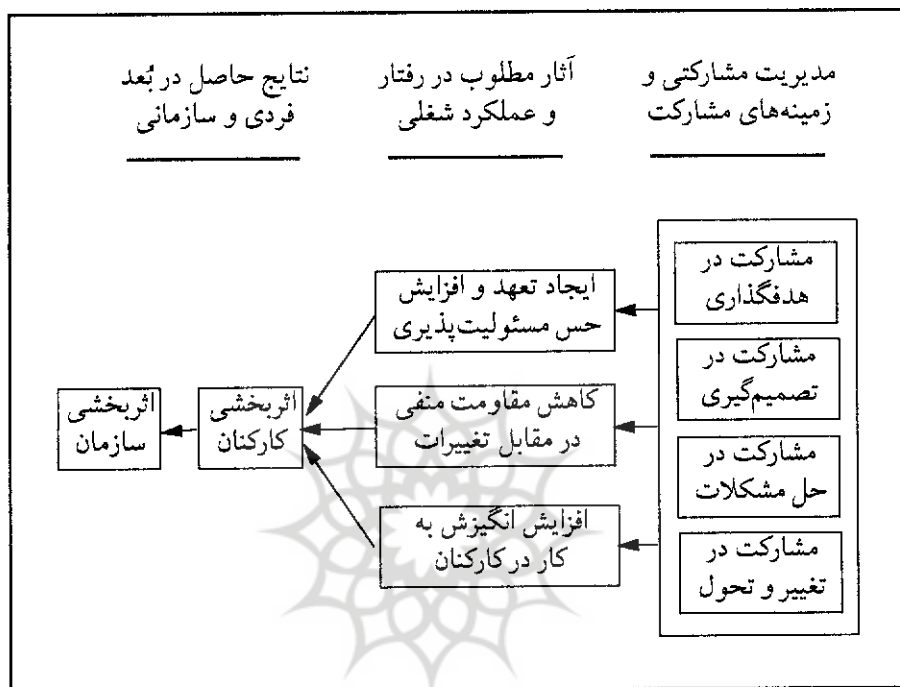 مدیریت مشارکتی و
زمینه‌های مشارکت
آثار مطلوب در رفتار
و عملکرد شغلی
نتایج حاصل در بُعد
فردی و سازمانی
مشارکت در
هدفگذاری
مشارکت در
تصمیم‌گیری
مشارکت در
حل مشکلات
مشارکت در
تغییر و تحول
ایجاد تعهد و افزایش
حس مسئولیت‌پذیری
کاهش مقاومت منفی
در مقابل تغییرات
افزایش انگیزش به
کار در کارکنان
اثربخشی
کارکنان
اثربخشی
سازمان